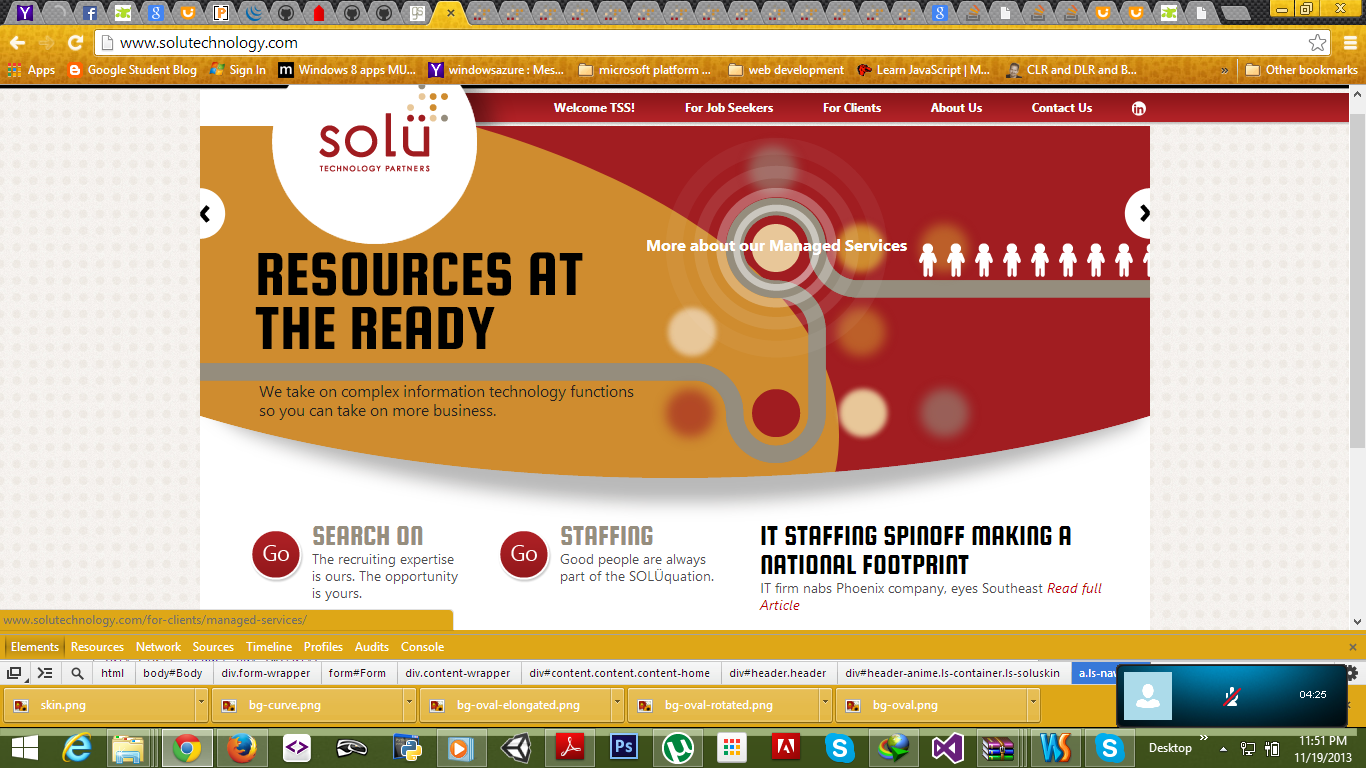 www.solutechnology.com
Apps
Google Student Blog
Sign In
Windows 8 apps MU...
windowsazure : Mes...
microsoft platform ...
web development
Learn JavaScript | M...
CLR and DLR and B...
»
Other bookmarks
Welcome TSS!
For Job Seekers
For Clients
About Us
Contact Us
in
solü
TECHNOLOGY PARTNERS
More about our Managed Services
RESOURCES AT
THE READY
We take on complex information technology functions
so you can take on more business.
Go
SEARCH ON
The recruiting expertise
is ours. The opportunity
is yours.
Go
STAFFING
Good people are always
part of the SOLÜquation.
IT STAFFING SPINOFF MAKING A
NATIONAL FOOTPRINT
IT firm nabs Phoenix company, eyes Southeast Read full
Article
www.solutechnology.com/for-clients/managed-services/
Elements
Resources
Network
Sources
Timeline
Profiles
Audits
Console
html
body#Body
div.form-wrapper
form#Form
div.content-wrapper
div#content.content.content-home
div#header.header
div#header-anime.ls-container.ls-soluskin
a.ls-nav
04:25
skin.png
bg-curve.png
bg-oval-elongated.png
bg-oval-rotated.png
bg-oval.png
Desktop
»
11:51 PM
11/19/2013